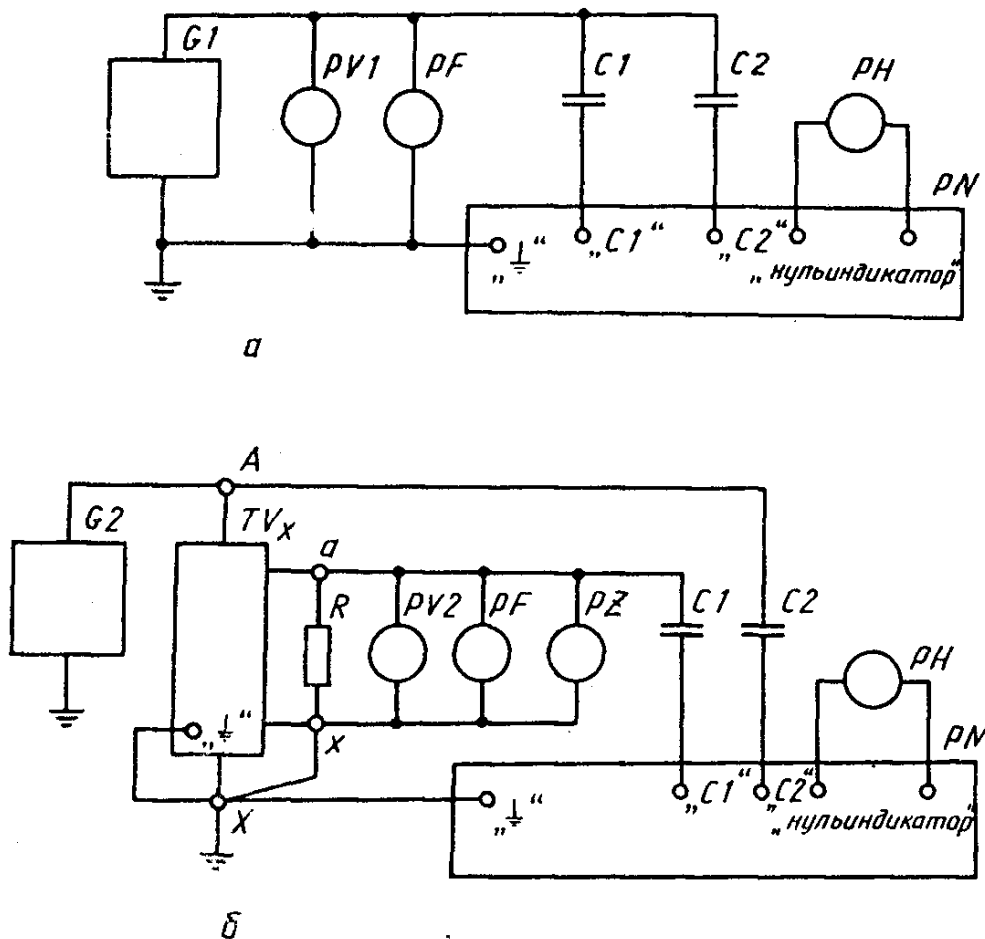 G1
PV1
PF
C1
C2
PH
PN
„⏊“
„C1“
„C2“
„нульиндикатор“
а
A
G2
TVX
a
R
PV2
PF
PZ
C1
C2
PH
„⏊“
x
X
PN
„⏊“
„C1“
„C2“
„нульиндикатор“
б